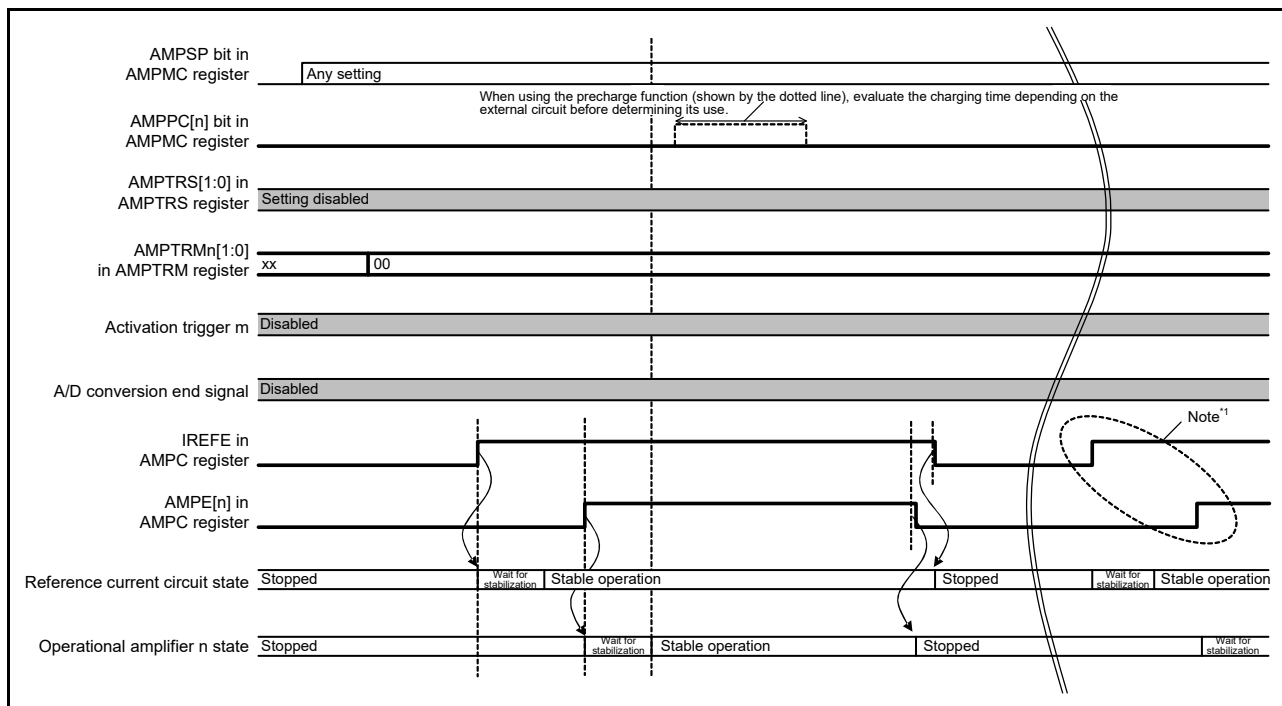 AMPSP bit in
AMPMC register
Any setting
When using the precharge function (shown by the dotted line), evaluate the charging time depending on the
external circuit before determining its use.
AMPPC[n] bit in
AMPMC register
AMPTRS[1:0] in
AMPTRS register
Setting disabled
AMPTRMn[1:0]
in AMPTRM register
xx
00
Activation trigger m
Disabled
A/D conversion end signal
Disabled
Note*1
IREFE in
AMPC register
AMPE[n] in
AMPC register
Reference current circuit state
Stopped
Wait for
stabilization
Stable operation
Stopped
Wait for
stabilization
Stable operation
Operational amplifier n state
Stopped
Wait for
stabilization
Stable operation
Stopped
Wait for
stabilization